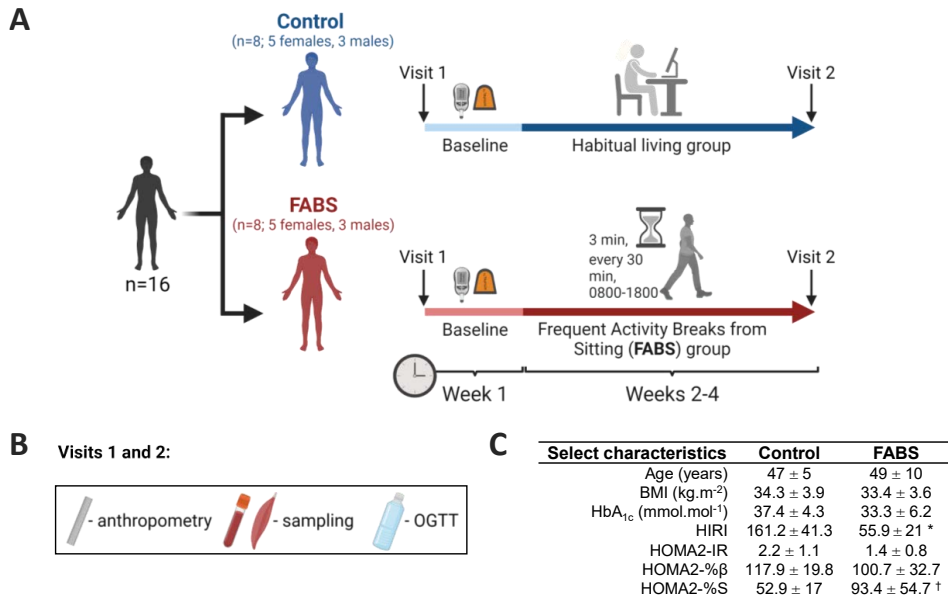 A
Control
(n=8; 5 females, 3 males)
Visit 1
Visit 2
Baseline
Habitual living group
n=16
FABS
(n=8; 5 females, 3 males)
Visit 1
3 min,
every 30
min,
0800-1800
Visit 2
Baseline
Frequent Activity Breaks from
Sitting (FABS) group
Week 1
Weeks 2-4
B
Visits 1 and 2:
- anthropometry
- sampling
- OGTT
C
Select characteristics Control FABS
Age (years) 47 ± 5 49 ± 10
BMI (kg.m⁻²) 34.3 ± 3.9 33.4 ± 3.6
HbA₁c (mmol.mol⁻¹) 37.4 ± 4.3 33.3 ± 6.2
HIRI 161.2 ± 41.3 55.9 ± 21 *
HOMA2-IR 2.2 ± 1.1 1.4 ± 0.8
HOMA2-%β 117.9 ± 19.8 100.7 ± 32.7
HOMA2-%S 52.9 ± 17 93.4 ± 54.7 †